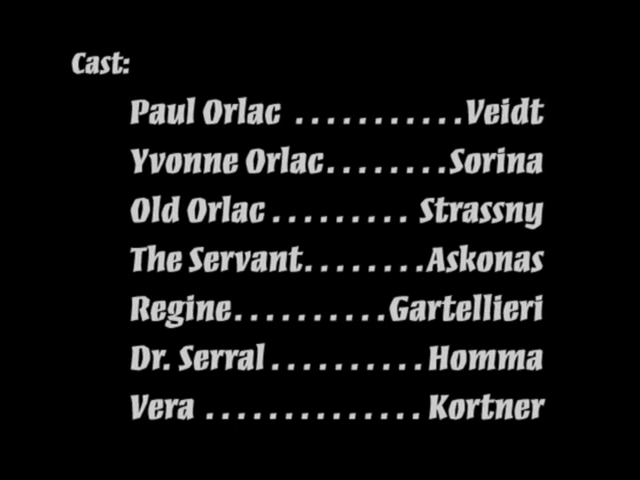 Cast:
Paul Orlac ...........Veidt
Yvonne Orlac........Sorina
Old Orlac......... Strassny
The Servant........Askonas
Regine..........Gartellieri
Dr. Serral..........Homma
Vera ..............Kortner